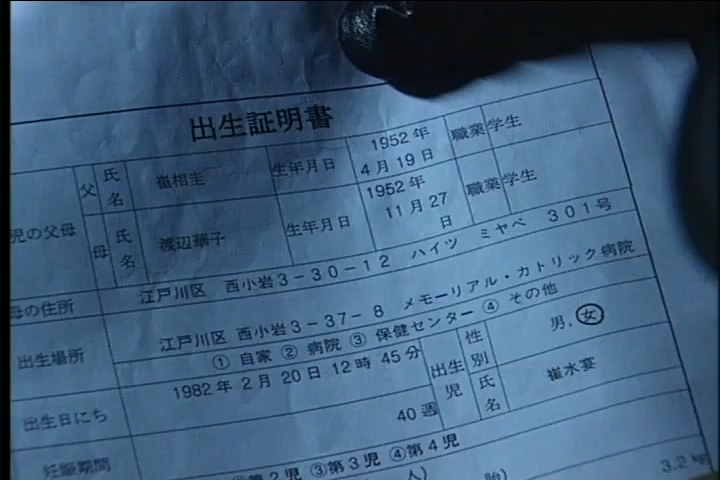 出生証明書
児の父母 父 氏名 崔相圭 生年月日 1952年4月19日 職業 学生
母 氏名 渡辺華子 生年月日 1952年11月27日 職業 学生
母の住所 江戸川区 西小岩3-30-12 ハイツ ミヤベ 301号
出生場所 江戸川区 西小岩3-37-8 メモーリアル・カトリック病院
① 自家 ② 病院 ③ 保健センター ④ その他
出生日にち 1982年2月20日12時45分 出生児 性別 男,女
妊娠期間 40週 氏名 崔水宴
第2児 ③第3児 ④第4児
人) 胎)
3.2kg